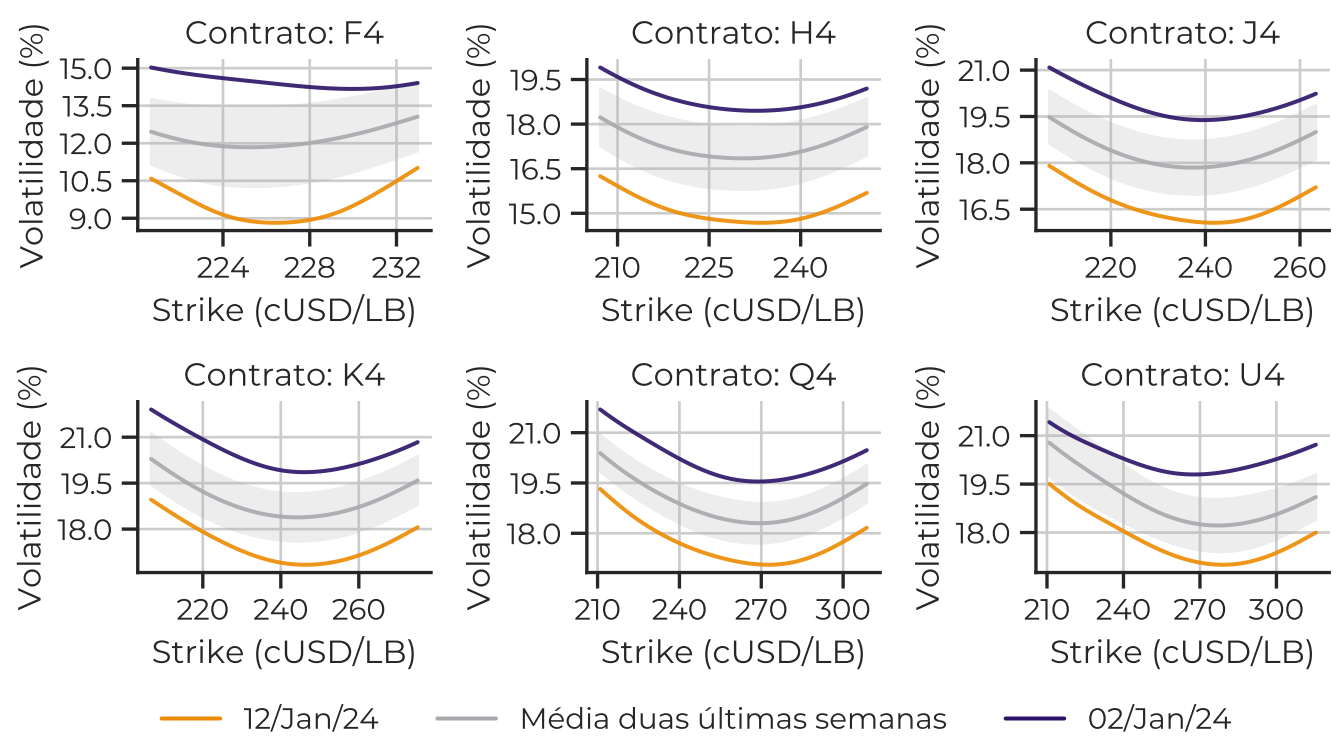 Contrato: F4
Volatilidade (%)
15.0
13.5
12.0
10.5
9.0
224 228 232
Strike (cUSD/LB)
Contrato: H4
Volatilidade (%)
19.5
18.0
16.5
15.0
210 225 240
Strike (cUSD/LB)
Contrato: J4
Volatilidade (%)
21.0
19.5
18.0
16.5
220 240 260
Strike (cUSD/LB)
Contrato: K4
Volatilidade (%)
21.0
19.5
18.0
220 240 260
Strike (cUSD/LB)
Contrato: Q4
Volatilidade (%)
21.0
19.5
18.0
210 240 270 300
Strike (cUSD/LB)
Contrato: U4
Volatilidade (%)
21.0
19.5
18.0
210 240 270 300
Strike (cUSD/LB)
12/Jan/24 Média duas últimas semanas 02/Jan/24